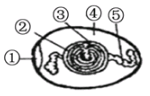 ③ ④
② ⑤
①